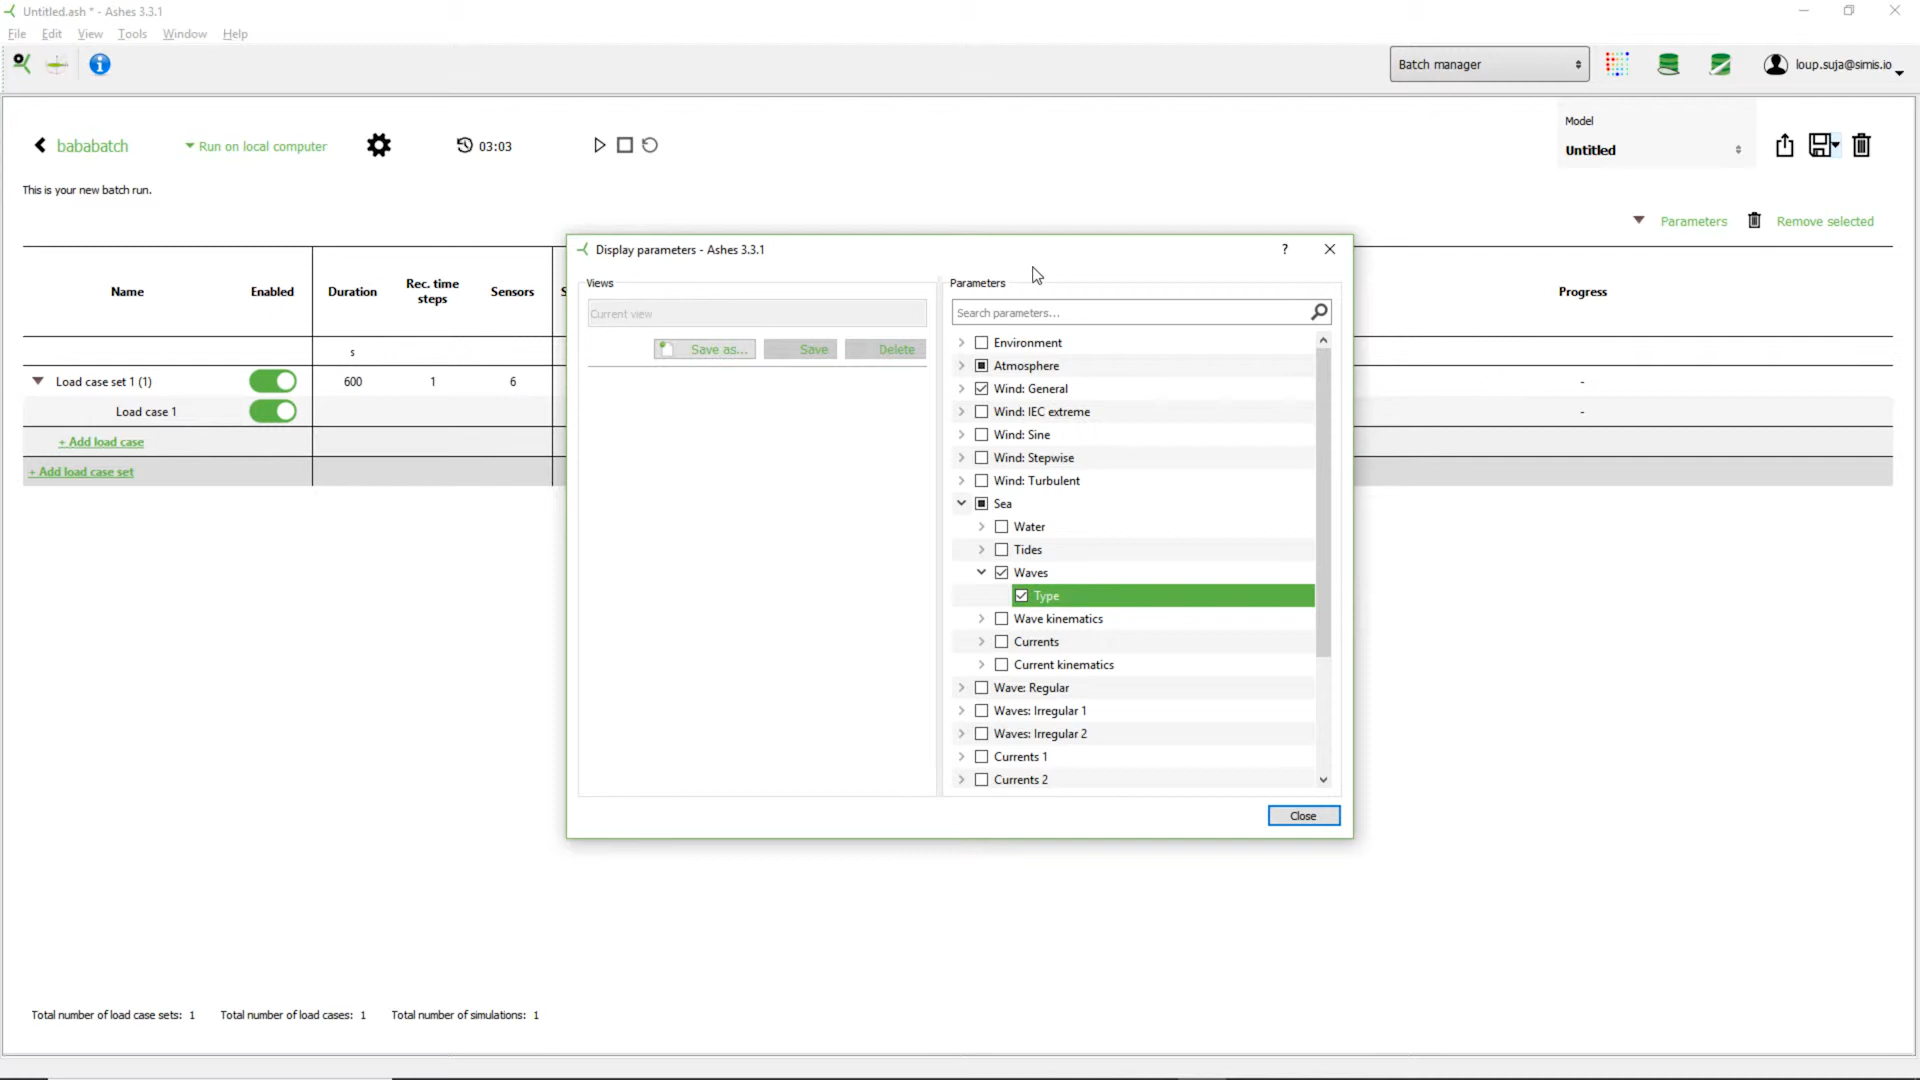 Untitled.ash * - Ashes 3.3.1
File Edit View Tools Window Help
Batch manager
loup.suja@simis.io
bababatch
Run on local computer
03:03
Model
Untitled
This is your new batch run.
Parameters
Remove selected
Name
Enabled
Duration
Rec. time
steps
Sensors
S
Progress
s
Load case set 1 (1)
600
1
6
-
Load case 1
-
+ Add load case
+ Add load case set
Display parameters - Ashes 3.3.1
?
Views
Current view
Save as...
Save
Delete
Parameters
Search parameters...
Environment
Atmosphere
Wind: General
Wind: IEC extreme
Wind: Sine
Wind: Stepwise
Wind: Turbulent
Sea
Water
Tides
Waves
Type
Wave kinematics
Currents
Current kinematics
Wave: Regular
Waves: Irregular 1
Waves: Irregular 2
Currents 1
Currents 2
Close
Total number of load case sets: 1
Total number of load cases: 1
Total number of simulations: 1